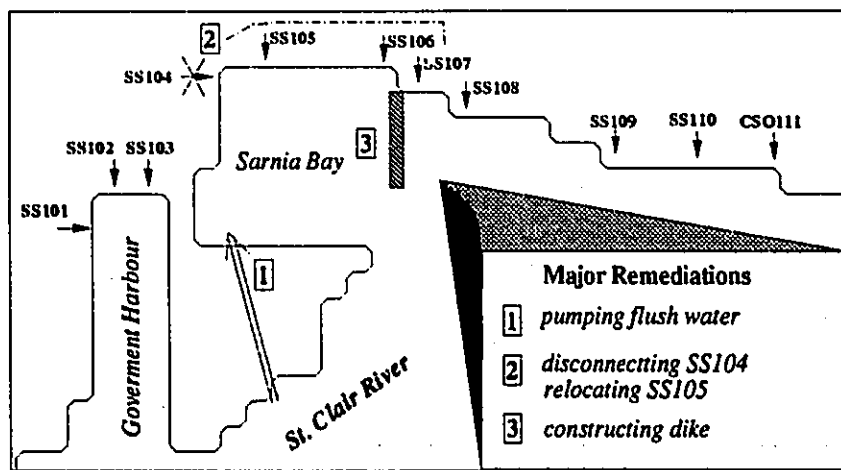 2
SS105
SS106
SS107
SS104
SS108
SS109
SS110
CSO111
SS102
SS103
Sarnia Bay
3
SS101
1
Goverment Harbour
St. Clair River
Major Remediations
1 pumping flush water
2 disconnectting SS104
relocating SS105
3 constructing dike